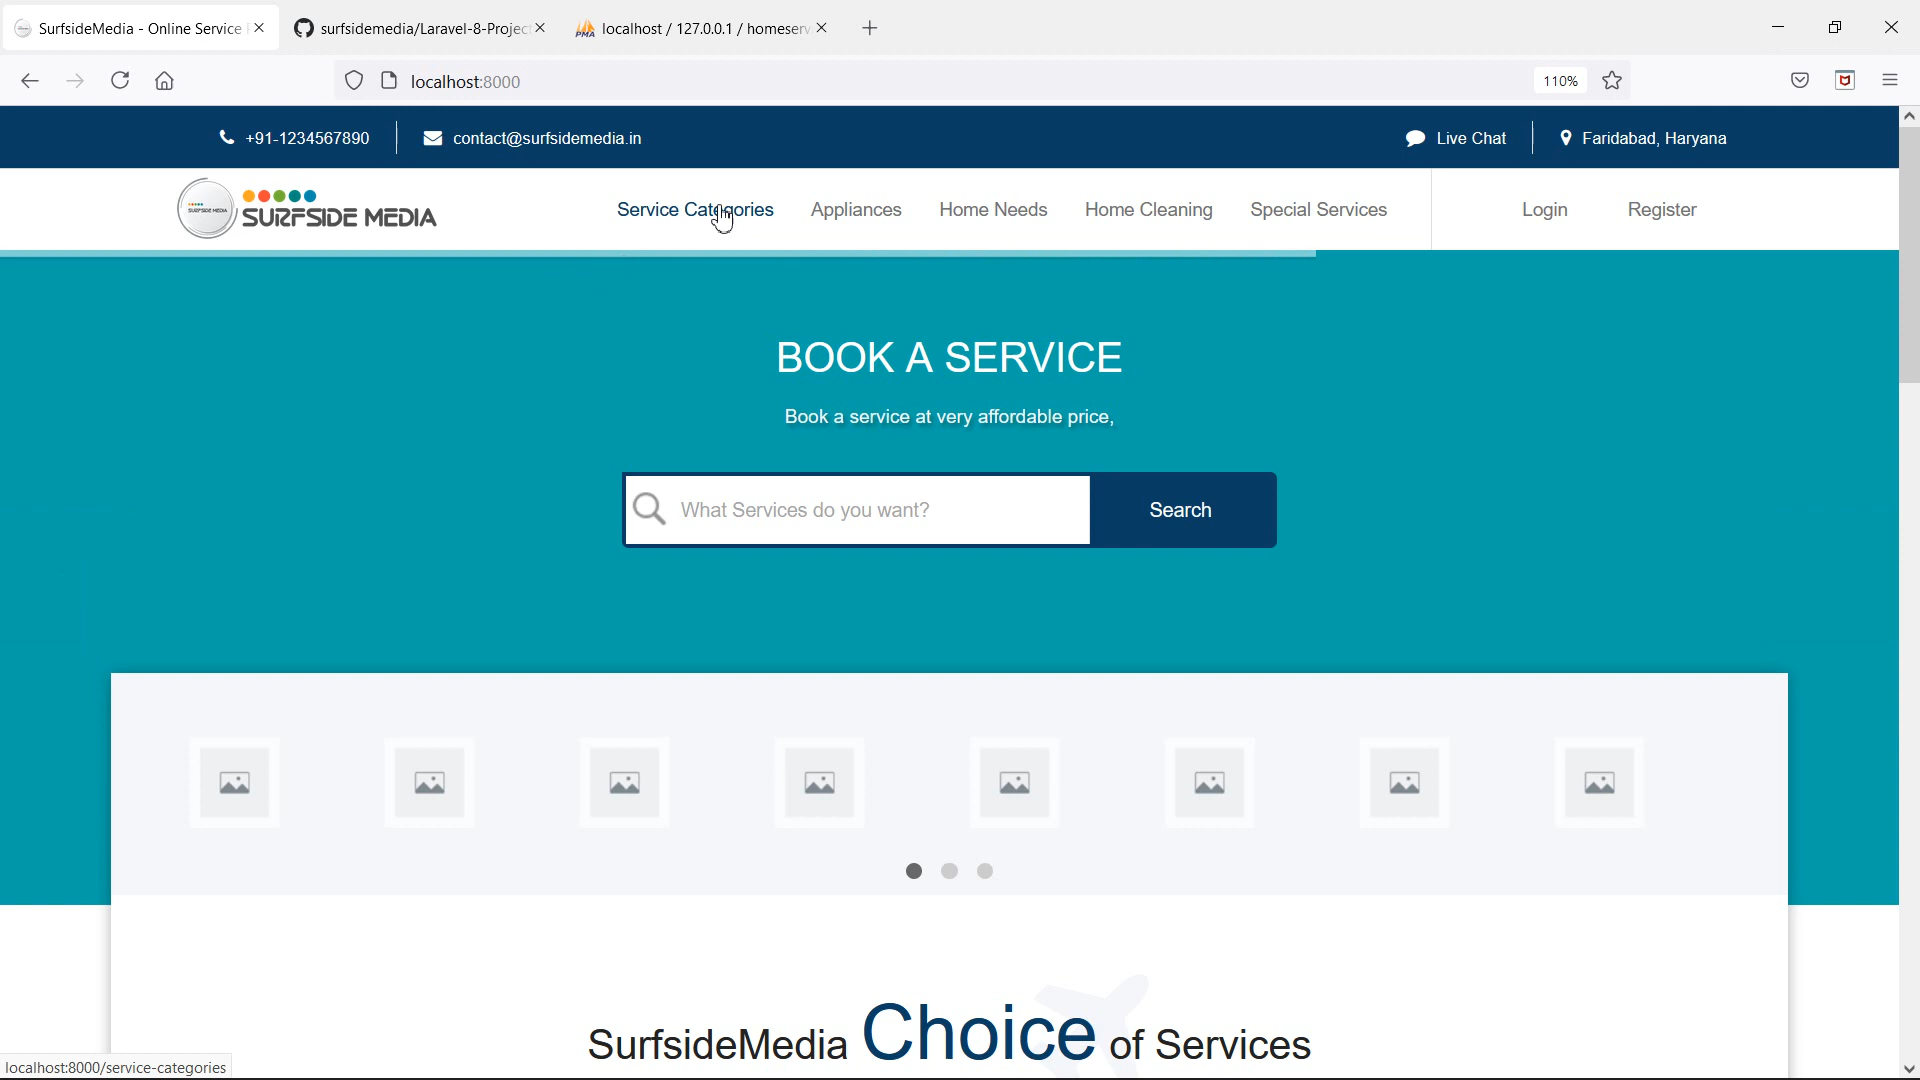 SurfsideMedia - Online Service
surfsidemedia/Laravel-8-Project
localhost / 127.0.0.1 / homeserv
localhost:8000
110%
+91-1234567890
contact@surfsidemedia.in
Live Chat
Faridabad, Haryana
SURFSIDE MEDIA
SURFSIDE MEDIA
Service Categories
Appliances
Home Needs
Home Cleaning
Special Services
Login
Register
BOOK A SERVICE
Book a service at very affordable price,
What Services do you want?
Search
SurfsideMedia Choice of Services
localhost:8000/service-categories